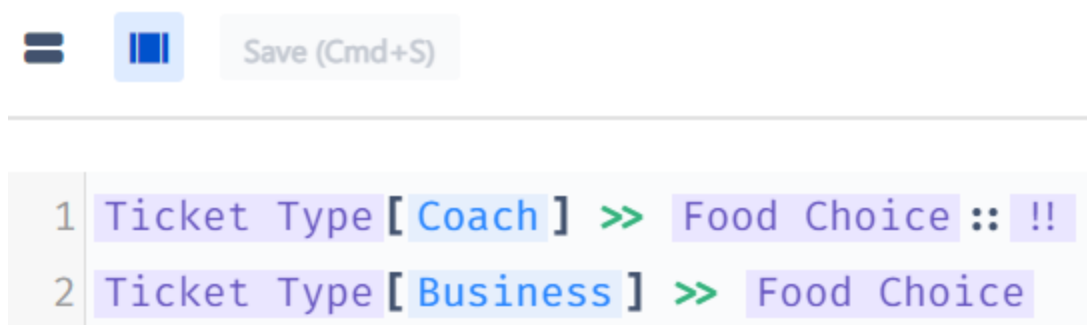 Save (Cmd+S)
1 Ticket Type[Coach] >> Food Choice :: !!
2 Ticket Type[Business] >> Food Choice